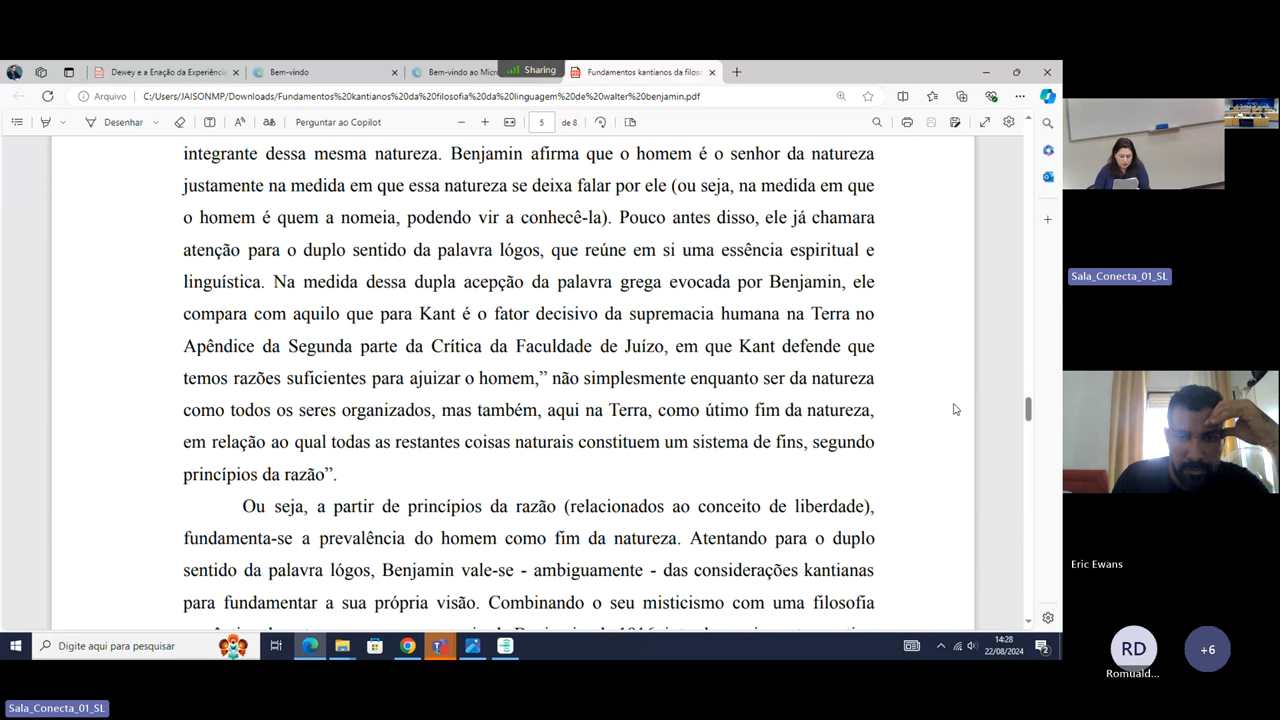 Dewey e a Enação da Experiênci
Bem-vindo
Bem-vindo ao Micr
Sharing
Fundamentos kantianos da filoso
Arquivo
C:/Users/JAISONMP/Downloads/Fundamentos%20kantianos%20da%20filosofia%20da%20linguagem%20de%20walter%20benjamin.pdf
Desenhar
Perguntar ao Copilot
5
de 8
integrante dessa mesma natureza. Benjamin afirma que o homem é o senhor da natureza
justamente na medida em que essa natureza se deixa falar por ele (ou seja, na medida em que
o homem é quem a nomeia, podendo vir a conhecê-la). Pouco antes disso, ele já chamara
atenção para o duplo sentido da palavra lógos, que reúne em si uma essência espiritual e
linguística. Na medida dessa dupla acepção da palavra grega evocada por Benjamin, ele
compara com aquilo que para Kant é o fator decisivo da supremacia humana na Terra no
Apêndice da Segunda parte da Crítica da Faculdade de Juízo, em que Kant defende que
temos razões suficientes para ajuizar o homem,” não simplesmente enquanto ser da natureza
como todos os seres organizados, mas também, aqui na Terra, como útimo fim da natureza,
em relação ao qual todas as restantes coisas naturais constituem um sistema de fins, segundo
princípios da razão”.
Ou seja, a partir de princípios da razão (relacionados ao conceito de liberdade),
fundamenta-se a prevalência do homem como fim da natureza. Atentando para o duplo
sentido da palavra lógos, Benjamin vale-se - ambiguamente - das considerações kantianas
para fundamentar a sua própria visão. Combinando o seu misticismo com uma filosofia
Digite aqui para pesquisar
14:28
22/08/2024
2
Sala_Conecta_01_SL
Eric Ewans
RD
Romuald...
+6
Sala_Conecta_01_SL